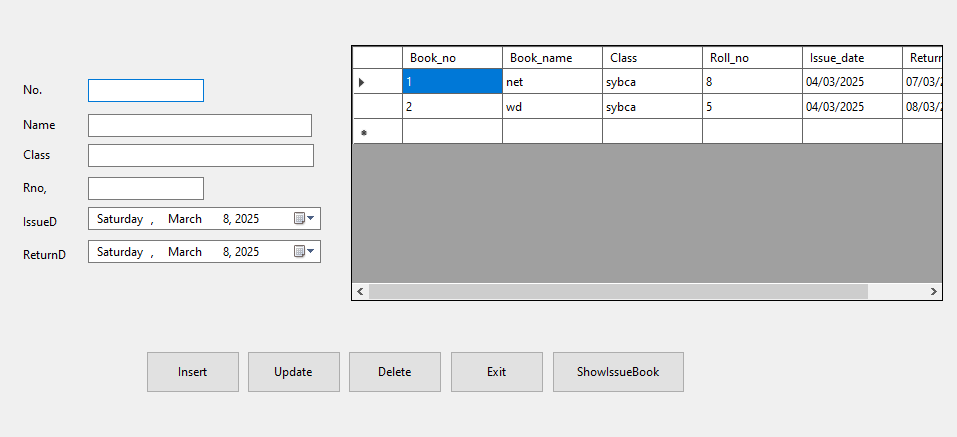 No.
Name
Class
Rno,
IssueD Saturday , March 8, 2025
ReturnD Saturday , March 8, 2025
Book_no Book_name Class Roll_no Issue_date Return
1 net sybca 8 04/03/2025 07/03/2
2 wd sybca 5 04/03/2025 08/03/2
Insert Update Delete Exit ShowIssueBook